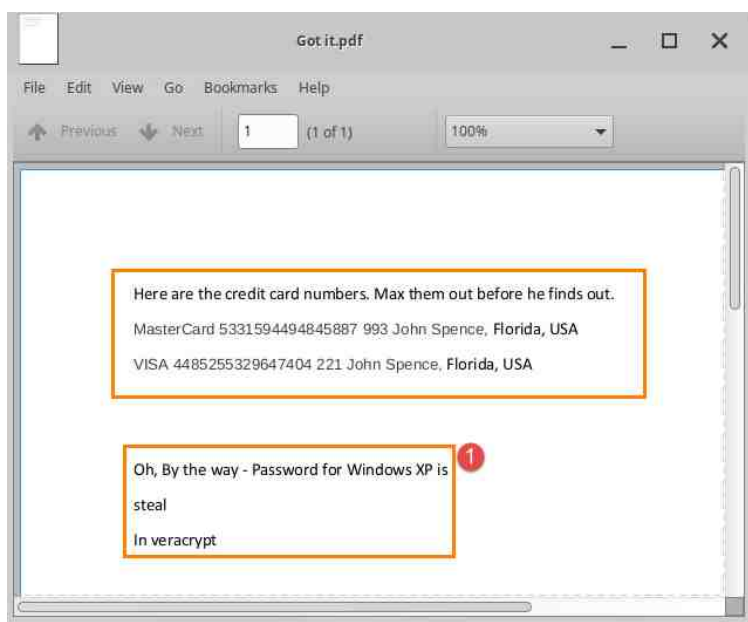 Got it.pdf
File Edit View Go Bookmarks Help
Previous Next 1 (1 of 1) 100%
Here are the credit card numbers. Max them out before he finds out.
MasterCard 5331594494845887 993 John Spence, Florida, USA
VISA 4485255329647404 221 John Spence, Florida, USA
Oh, By the way - Password for Windows XP is
1
steal
In veracrypt